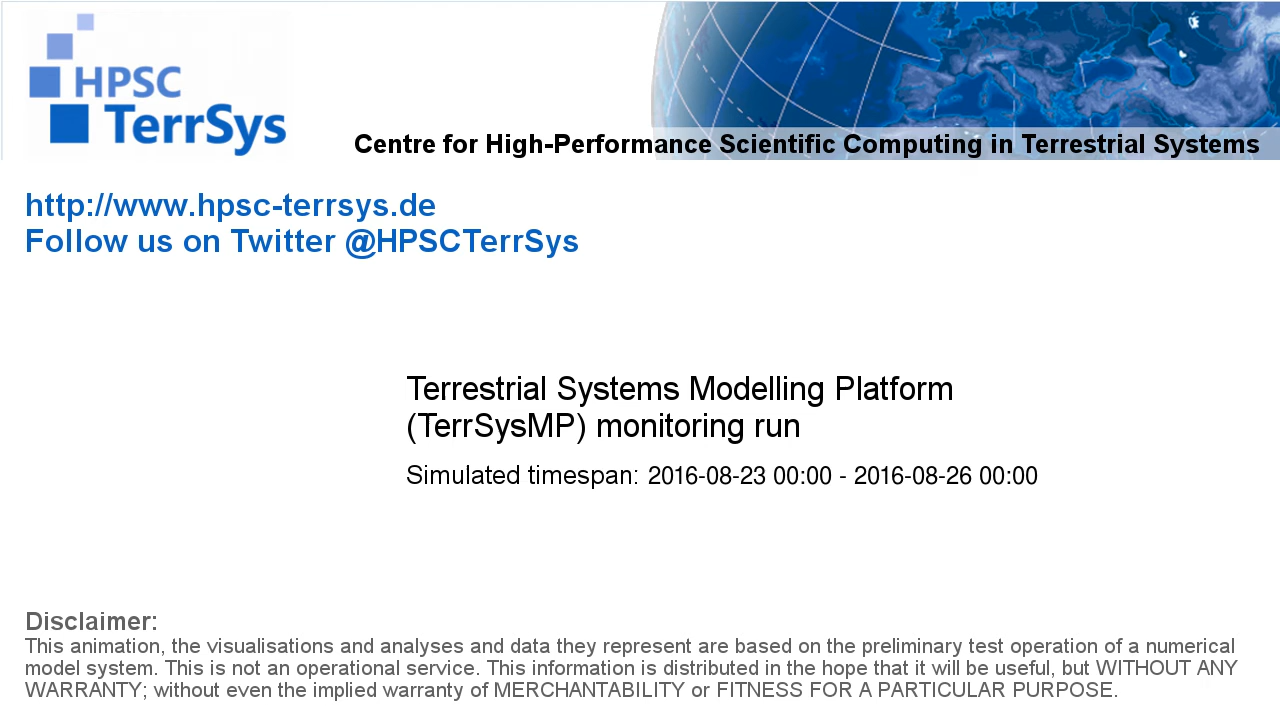 HPSC
TerrSys
Centre for High-Performance Scientific Computing in Terrestrial Systems
http://www.hpsc-terrsys.de
Follow us on Twitter @HPSCTerrSys
Terrestrial Systems Modelling Platform
(TerrSysMP) monitoring run
Simulated timespan: 2016-08-23 00:00 - 2016-08-26 00:00
Disclaimer:
This animation, the visualisations and analyses and data they represent are based on the preliminary test operation of a numerical
model system. This is not an operational service. This information is distributed in the hope that it will be useful, but WITHOUT ANY
WARRANTY; without even the implied warranty of MERCHANTABILITY or FITNESS FOR A PARTICULAR PURPOSE.